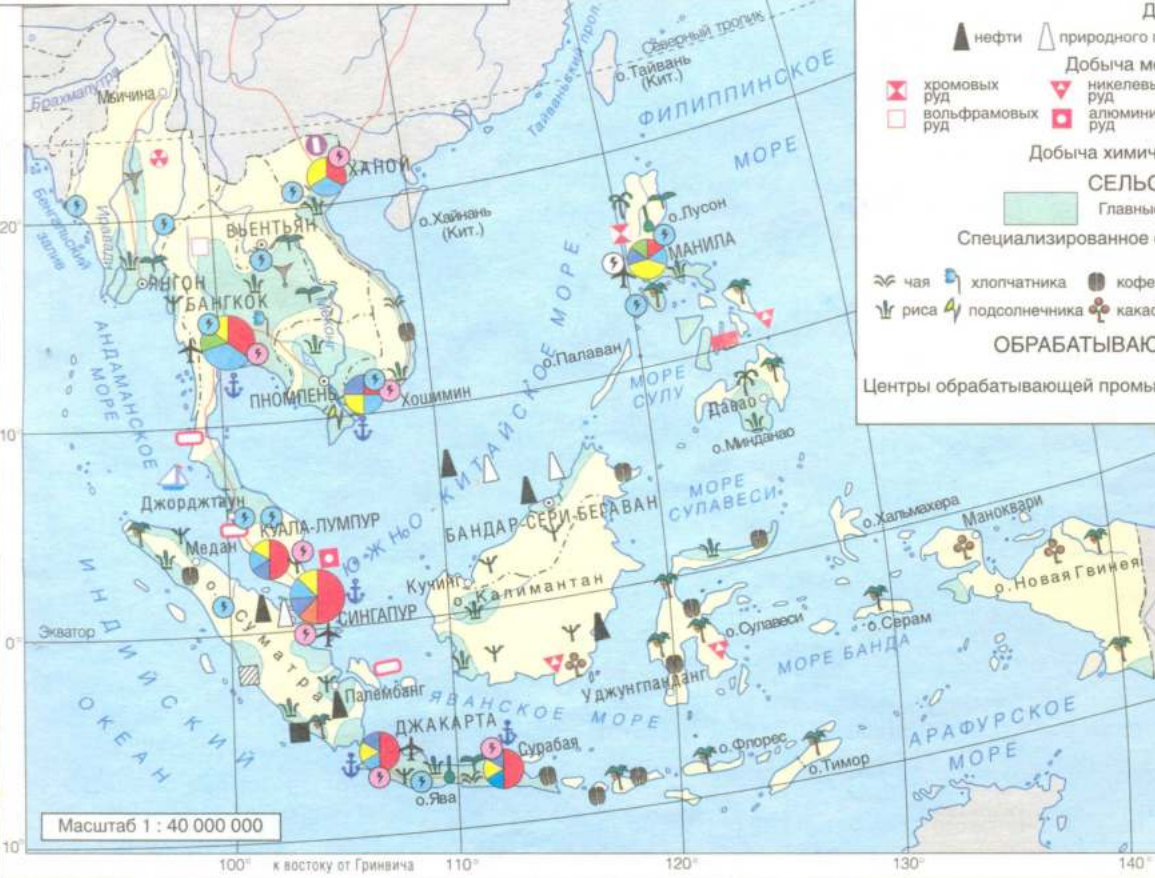 Д
нефти природного
Добыча
хромовых руд
никелевы руд
вольфрамовых руд
алюмини руд
Добыча химич
СЕЛЬС
Главные
Специализированное
чая хлопчатника кофе
риса подсолнечника какао
ОБРАБАТЫВАЮ
Центры обрабатывающей промы
Северный тропик
о.Тайвань
(Кит.)
Тайваньский прол.
ФИЛИППИНСКОЕ
МОРЕ
Брахмапутра
Мьичина
ХАНОЙ
Бенгальский
залив
Иравади
20°
о.Хайнань
(Кит.)
о.Лусон
ВЬЕНТЬЯН
МАНИЛА
ЯНГОН
БАНГКОК
Меконг
АНДАМАНСКОЕ
МОРЕ
о.Палаван
МОРЕ
СУЛУ
ПНОМПЕНЬ
Хошимин
Давао
о.Минданао
10°
ЮЖНО-КИТАЙСКОЕ МОРЕ
Джорджтаун
КУАЛА-ЛУМПУР
БАНДАР-СЕРИ-БЕГАВАН
МОРЕ
СУЛАВЕСИ
о.Хальмахера
Маноквари
Медан
Кучинг
о.Калимантан
о.Новая Гвинея
СИНГАПУР
о.Суматра
ИНДИЙСКИЙ
ОКЕАН
Экватор
0°
о.Сулавеси
о.Серам
МОРЕ БАНДА
Палембанг
Уджунгпанданг
ЯВАНСКОЕ МОРЕ
ДЖАКАРТА
Сурабая
о.Флорес
о.Тимор
АРАФУРСКОЕ
МОРЕ
о.Ява
Масштаб 1 : 40 000 000
10°
100° к востоку от Гринвича 110° 120° 130° 140°